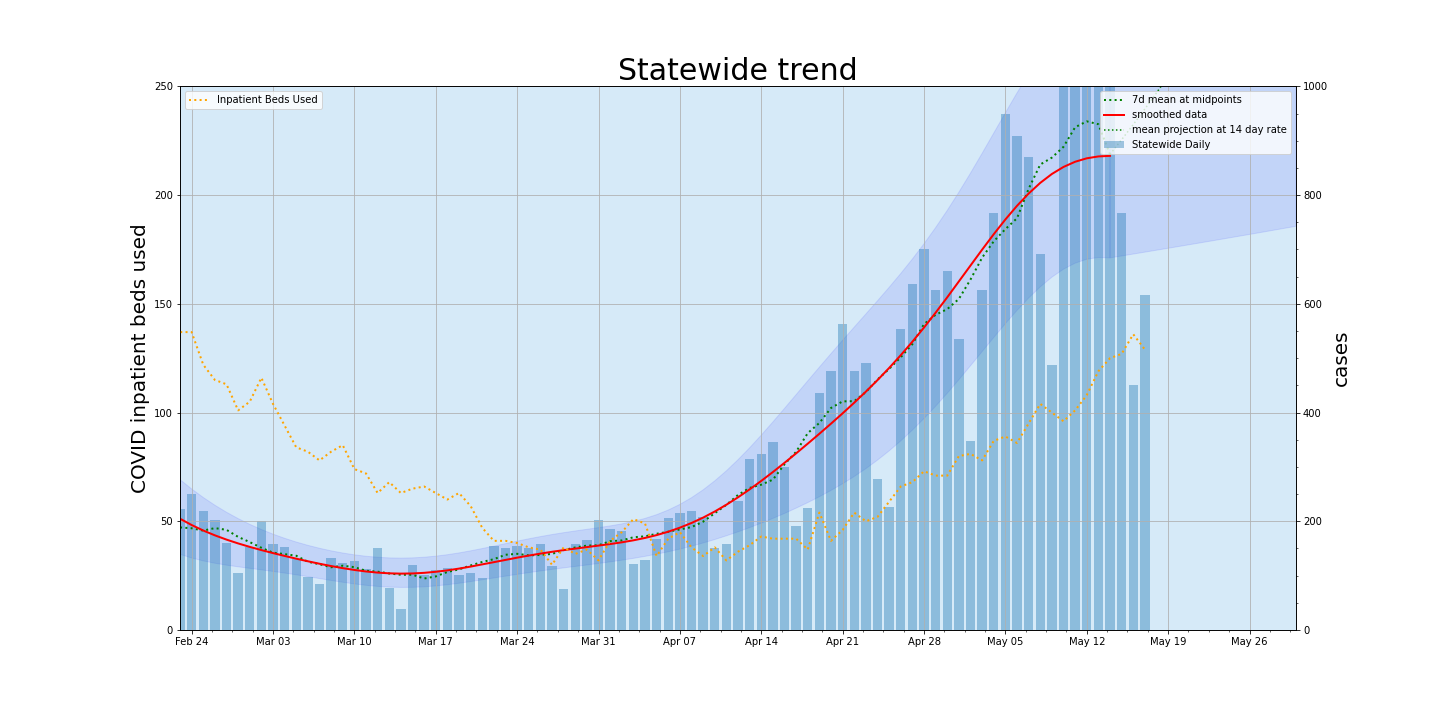 Statewide trend
Inpatient Beds Used
7d mean at midpoints
smoothed data
mean projection at 14 day rate
Statewide Daily
COVID inpatient beds used
250
200
150
100
50
0
cases
1000
800
600
400
200
0
Feb 24 Mar 03 Mar 10 Mar 17 Mar 24 Mar 31 Apr 07 Apr 14 Apr 21 Apr 28 May 05 May 12 May 19 May 26